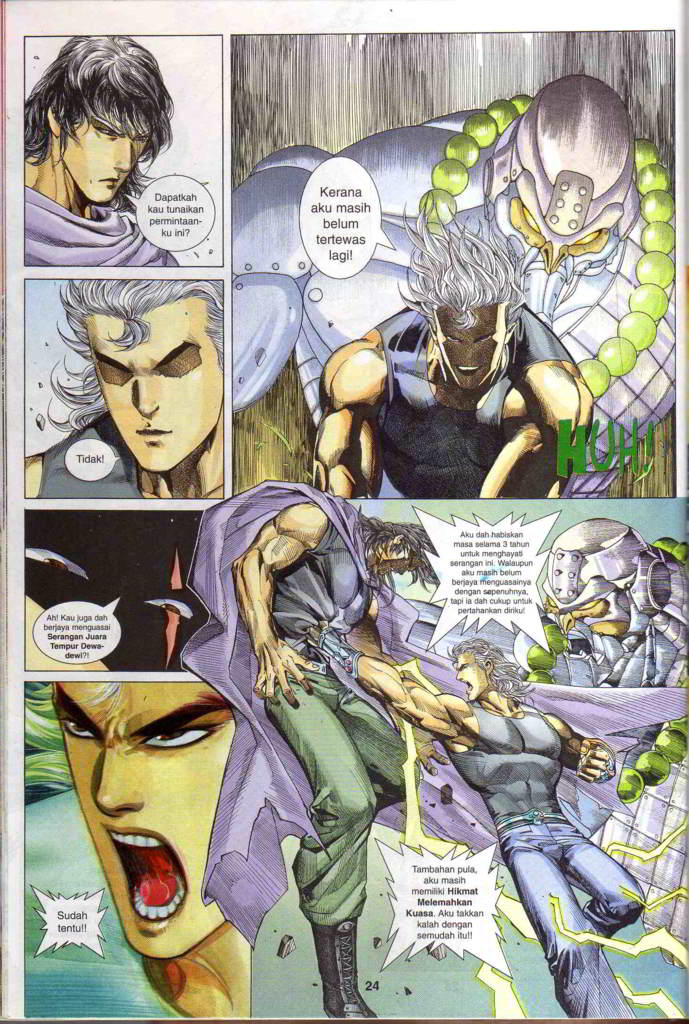 Dapatkah
kau tunaikan
permintaan-
ku ini?
Kerana
aku masih
belum
tertewas
lagi!
Tidak!
HUH!
Ah! Kau juga dah
berjaya menguasai
Serangan Juara
Tempur Dewa-
dewi?!
Aku dah habiskan
masa selama 3 tahun
untuk menghayati
serangan ini. Walaupun
aku masih belum
berjaya menguasainya
dengan sepenuhnya,
tapi ia dah cukup untuk
pertahankan diriku!
Sudah
tentu!!
Tambahan pula,
aku masih
memiliki Hikmat
Melemahkan
Kuasa. Aku takkan
kalah dengan
semudah itu!!
24